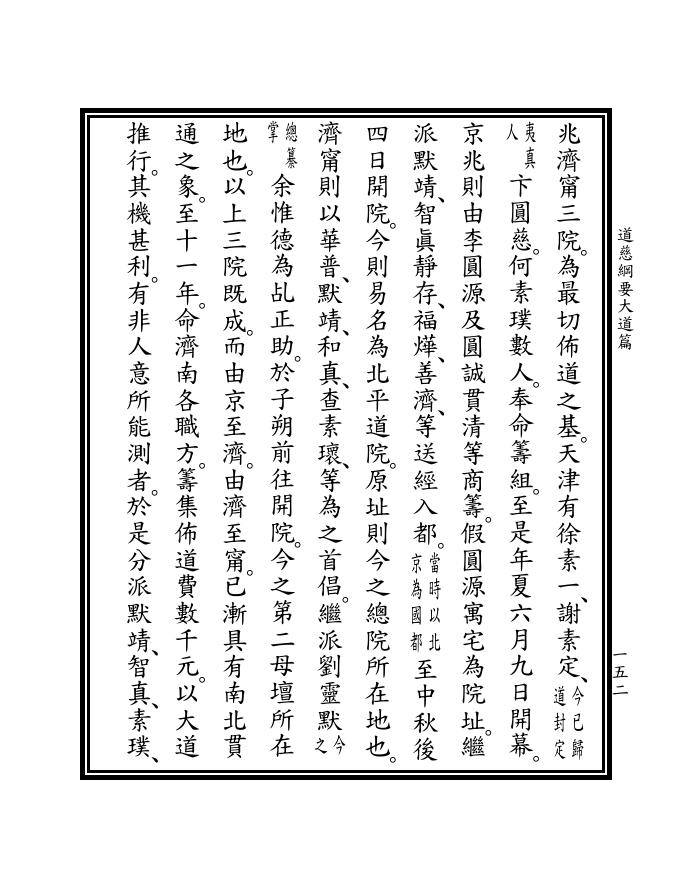 道慈綱要大道篇
一五二
兆濟甯三院。為最切佈道之基。天津有徐素一、謝素定、今已歸道封定
夷真人卞圓慈。何素璞數人。奉命籌組。至是年夏六月九日開幕。
京兆則由李圓源及圓誠貫清等商籌。假圓源寓宅為院址。繼
派默靖、智真靜存、福燁、善濟、等送經入都。當時以北京為國都至中秋後
四日開院。今則易名為北平道院。原址則今之總院所在地也。
濟甯則以華普、默靖、和真、查素瓌、等為之首倡。繼派劉靈默今之
總纂掌余惟德為乩正助。於子朔前往開院。今之第二母壇所在
地也。以上三院既成。而由京至濟。由濟至甯。已漸具有南北貫
通之象。至十一年。命濟南各職方。籌集佈道費數千元。以大道
推行。其機甚利。有非人意所能測者。於是分派默靖、智真、素璞、